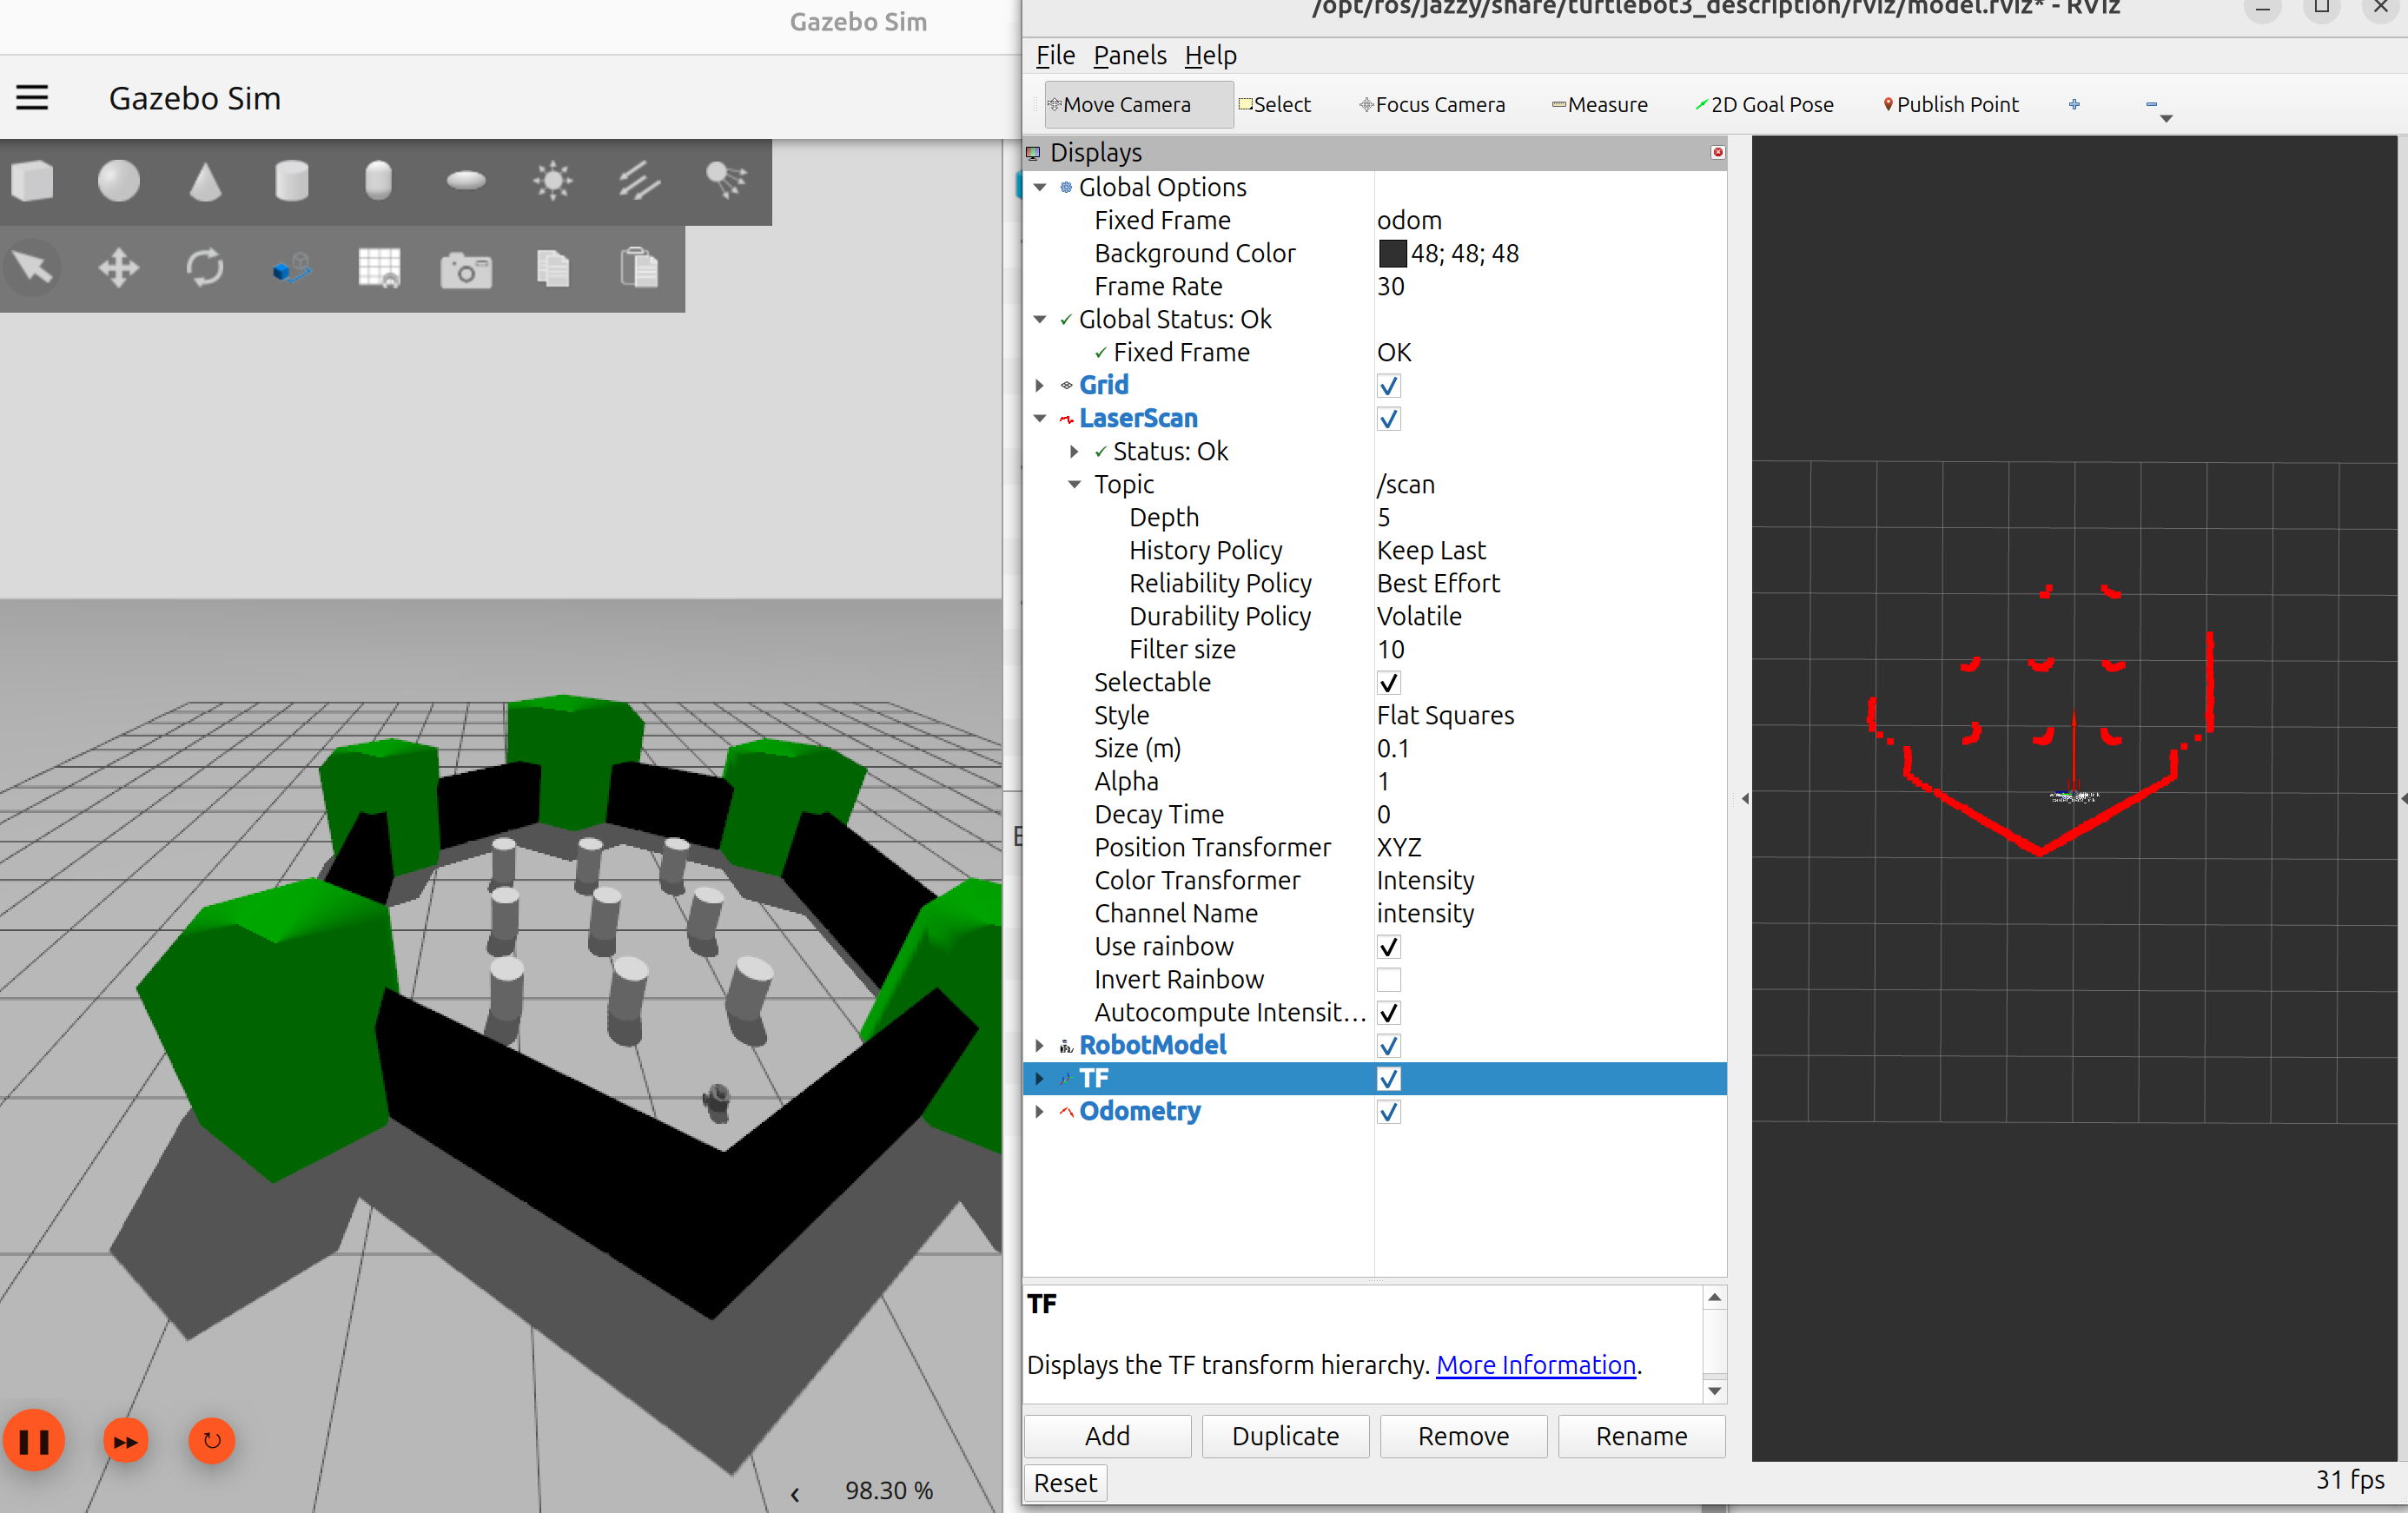 Gazebo Sim
Gazebo Sim
98.30 %
/opt/ros/jazzy/share/turtlebot3_description/rviz/model.rviz* - RViz
File Panels Help
Move Camera Select Focus Camera Measure 2D Goal Pose Publish Point
Displays
Global Options
Fixed Frame odom
Background Color 48; 48; 48
Frame Rate 30
Global Status: Ok
Fixed Frame OK
Grid
LaserScan
Status: Ok
Topic /scan
Depth 5
History Policy Keep Last
Reliability Policy Best Effort
Durability Policy Volatile
Filter size 10
Selectable
Style Flat Squares
Size (m) 0.1
Alpha 1
Decay Time 0
Position Transformer XYZ
Color Transformer Intensity
Channel Name intensity
Use rainbow
Invert Rainbow
Autocompute Intensit...
RobotModel
TF
Odometry
TF
Displays the TF transform hierarchy. More Information.
Add Duplicate Remove Rename
Reset
31 fps